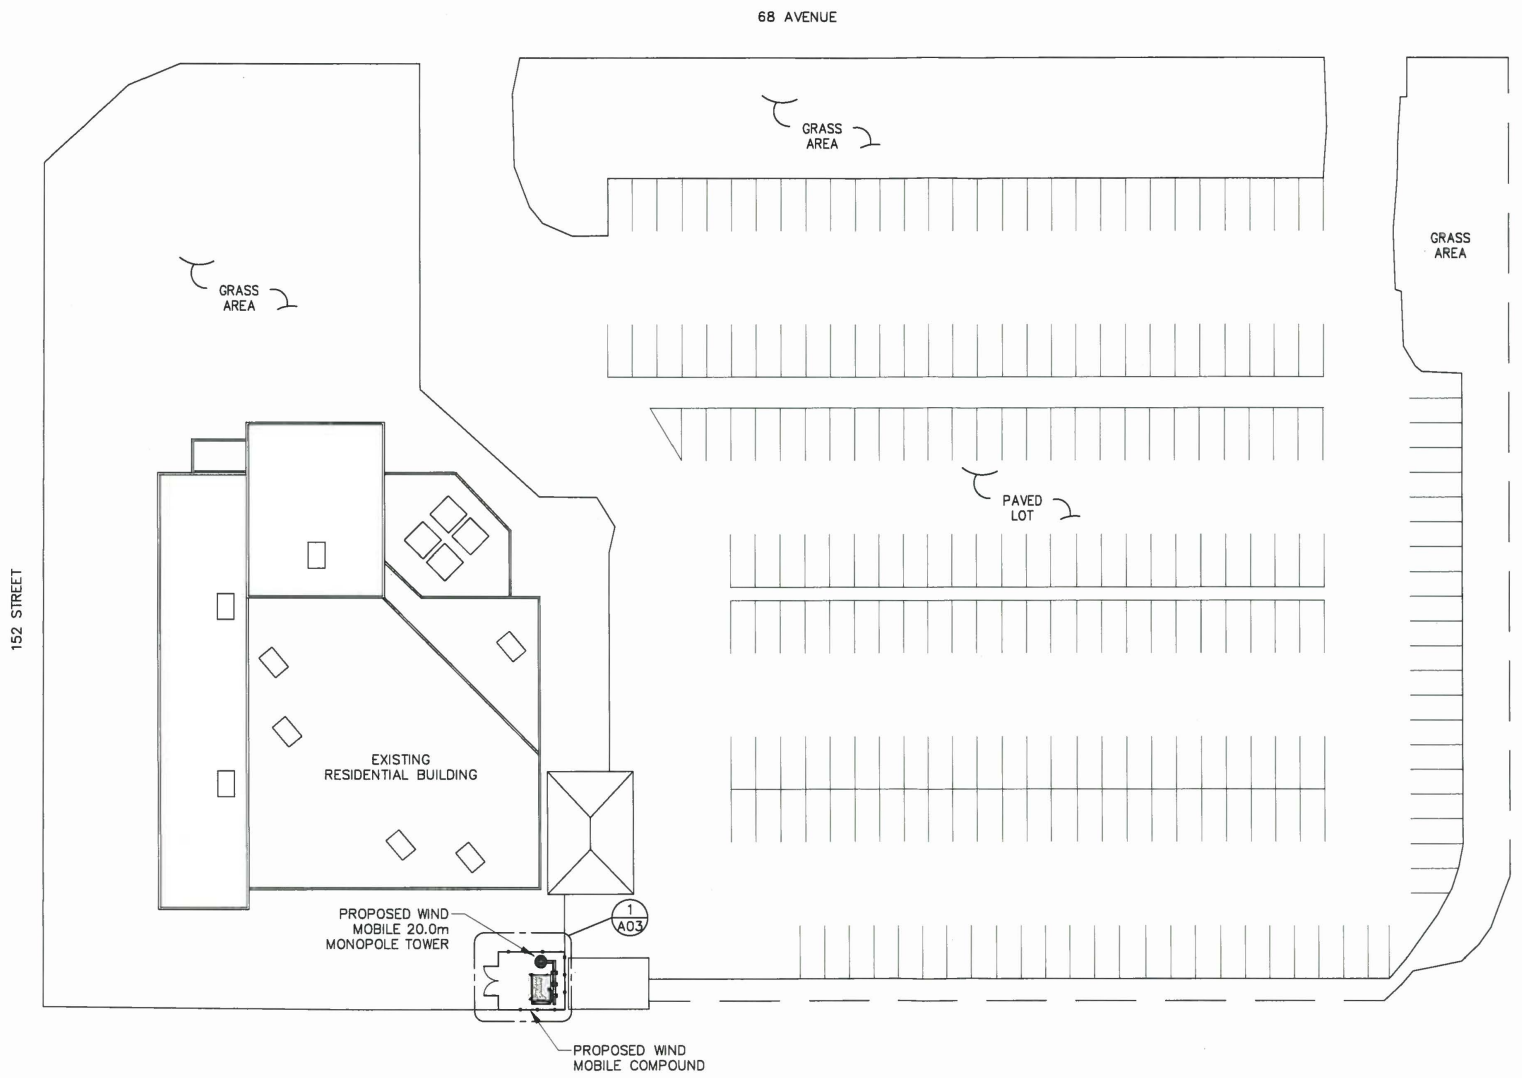 68 AVENUE
GRASS
AREA
GRASS
AREA
GRASS
AREA
PAVED
LOT
152 STREET
EXISTING
RESIDENTIAL BUILDING
PROPOSED WIND
MOBILE 20.0m
MONOPOLE TOWER
1
A03
PROPOSED WIND
MOBILE COMPOUND